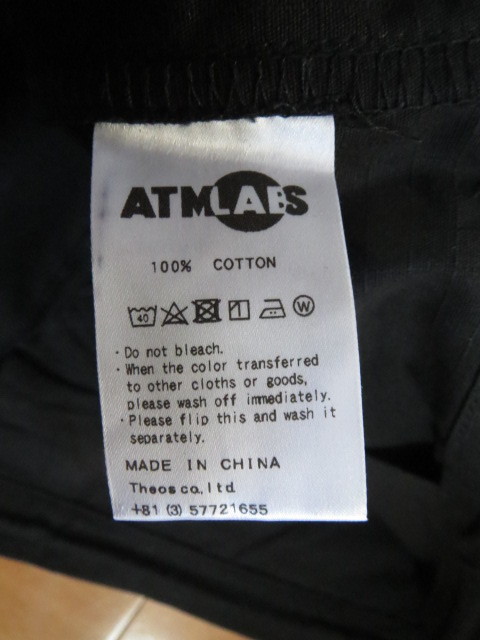 ATMLABS
100% COTTON
40 W
· Do not bleach.
· When the color transferred
to other cloths or goods,
please wash off immediately.
· Please flip this and wash it
separately.
MADE IN CHINA
Theos co,.ltd
+81 (3) 57721655